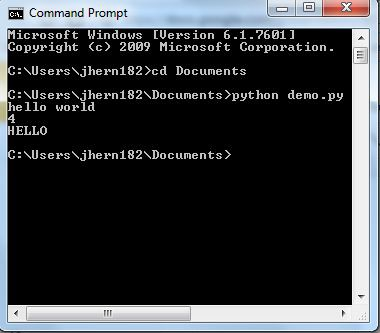 Command Prompt
Microsoft Windows [Version 6.1.7601]
Copyright (c) 2009 Microsoft Corporation.
C:\Users\jhern182>cd Documents
C:\Users\jhern182\Documents>python demo.py
hello world
4
HELLO
C:\Users\jhern182\Documents>